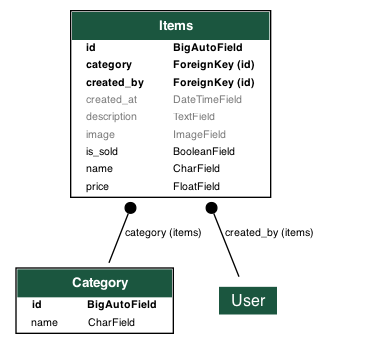 Items
id BigAutoField
category ForeignKey (id)
created_by ForeignKey (id)
created_at DateTimeField
description TextField
image ImageField
is_sold BooleanField
name CharField
price FloatField
category (items) created_by (items)
Category
id BigAutoField
name CharField
User